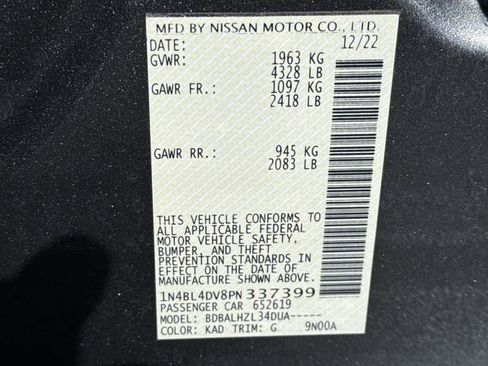 MFD BY NISSAN MOTOR CO., LTD.
DATE: 12/22
GVWR: 1963 KG
4328 LB
GAWR FR.: 1097 KG
2418 LB
GAWR RR.: 945 KG
2083 LB
THIS VEHICLE CONFORMS TO
ALL APPLICABLE FEDERAL
MOTOR VEHICLE SAFETY,
BUMPER, AND THEFT
PREVENTION STANDARDS
IN EFFECT ON THE DATE OF
MANUFACTURE SHOWN ABOVE.
1N4BL4DV8PN337399
PASSENGER CAR 652619
MODEL: BDBALHZL34DUA-----
COLOR: KAD TRIM: G 9N00A